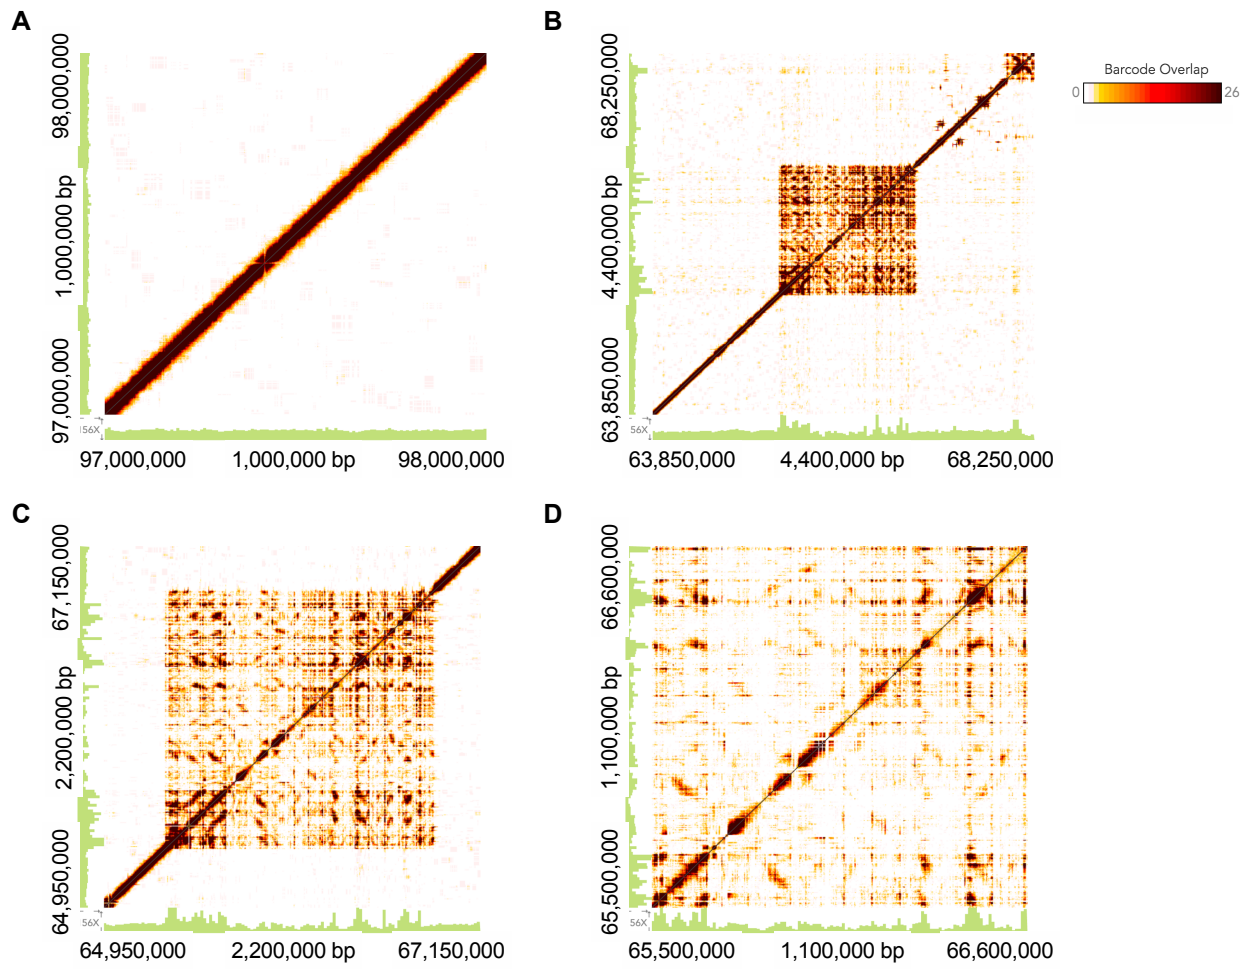 A
98,000,000
1,000,000 bp
97,000,000
56X
97,000,000
1,000,000 bp
98,000,000
B
68,250,000
4,400,000 bp
63,850,000
56X
63,850,000
4,400,000 bp
68,250,000
Barcode Overlap
0
26
C
67,150,000
2,200,000 bp
64,950,000
56X
64,950,000
2,200,000 bp
67,150,000
D
66,600,000
1,100,000 bp
65,500,000
56X
65,500,000
1,100,000 bp
66,600,000